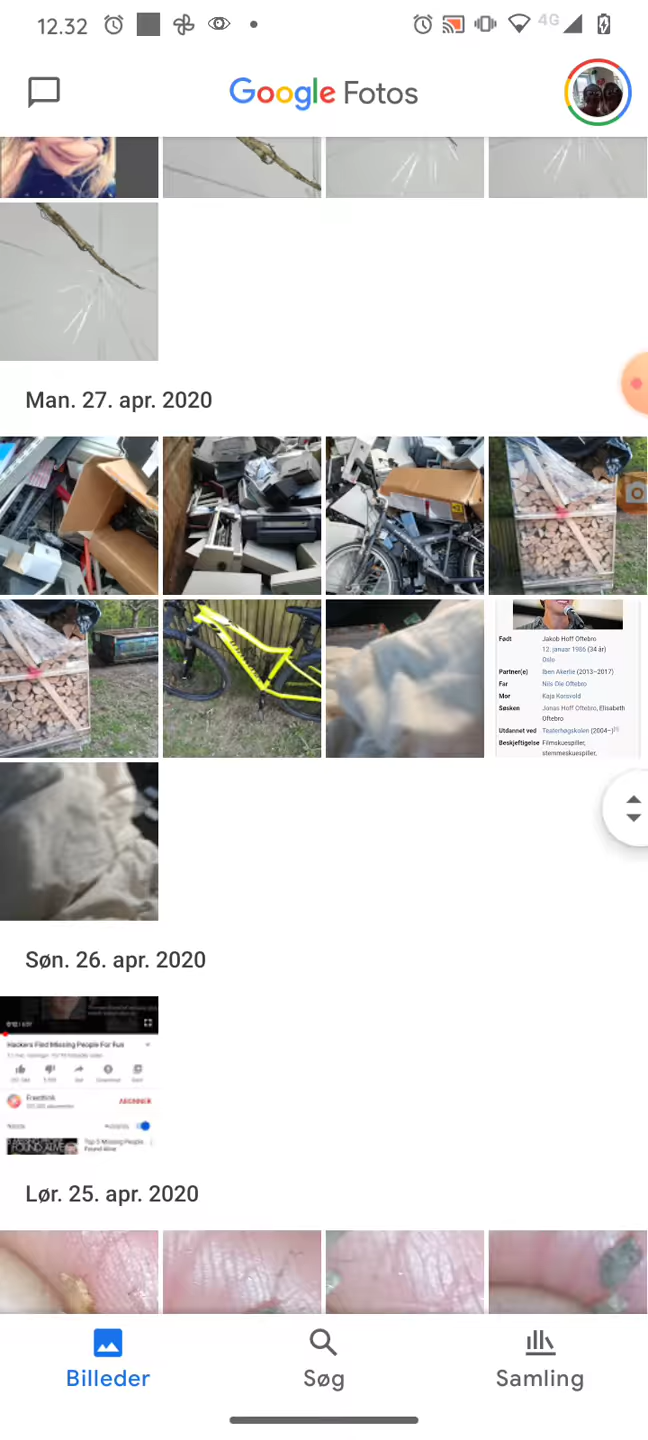 12.32
4G
Google Fotos
Man. 27. apr. 2020
Født Jakob Hoff Oftebro
12. januar 1986 (34 år)
Oslo
Partner(e) Iben Akerlie (2013–2017)
Far Nils Ole Oftebro
Mor Kaja Korsvold
Søsken Jonas Hoff Oftebro, Elisabeth
Oftebro
Utdannet ved Teaterhøgskolen (2004–)
Beskjeftigelse Filmskuespiller,
stemmeskuespiller,
Søn. 26. apr. 2020
Hackers Find Missing People For Fun
Top 5 Missing People
Found Alive
FOUND ALIVE
Lør. 25. apr. 2020
Billeder
Søg
Samling